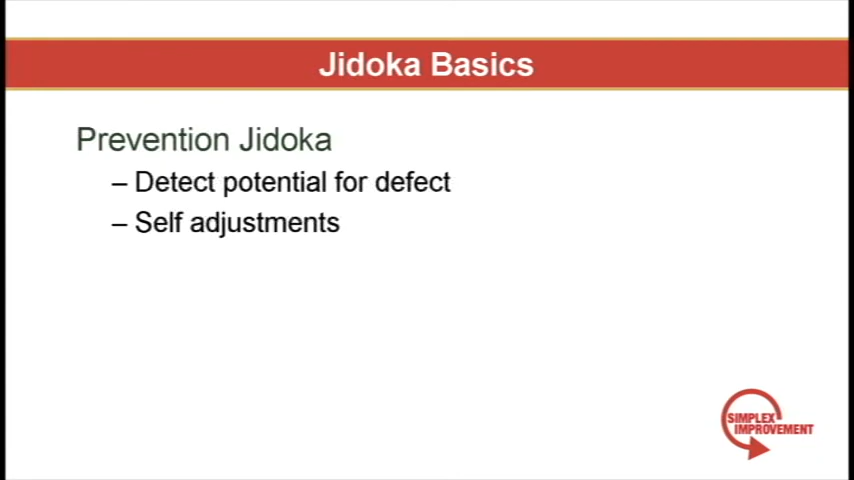 Jidoka Basics
Prevention Jidoka
– Detect potential for defect
– Self adjustments
SIMPLEX
IMPROVEMENT